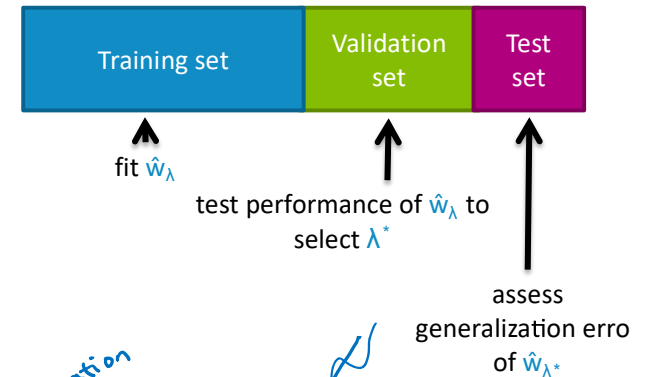 Training set
Validation
set
Test
set
fit ŵλ
test performance of ŵλ to
select λ*
assess
generalization erro
of ŵλ*
ation